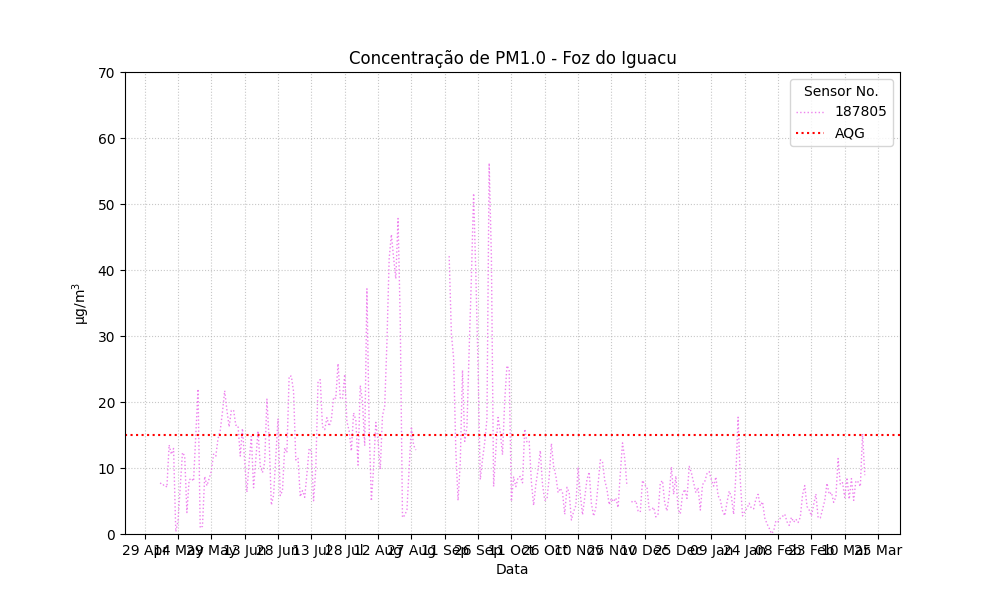 Concentração de PM1.0 - Foz do Iguacu
Sensor No.
187805
AQG
70
60
50
40
30
20
10
0
µg/m³
29 Apr 14 May 29 May 13 Jun 28 Jun 13 Jul 28 Jul 12 Aug 27 Aug 11 Sep 26 Sep 11 Oct 26 Oct 10 Nov 25 Nov 10 Dec 25 Dec 09 Jan 24 Jan 08 Feb 23 Feb 10 Mar 25 Mar
Data